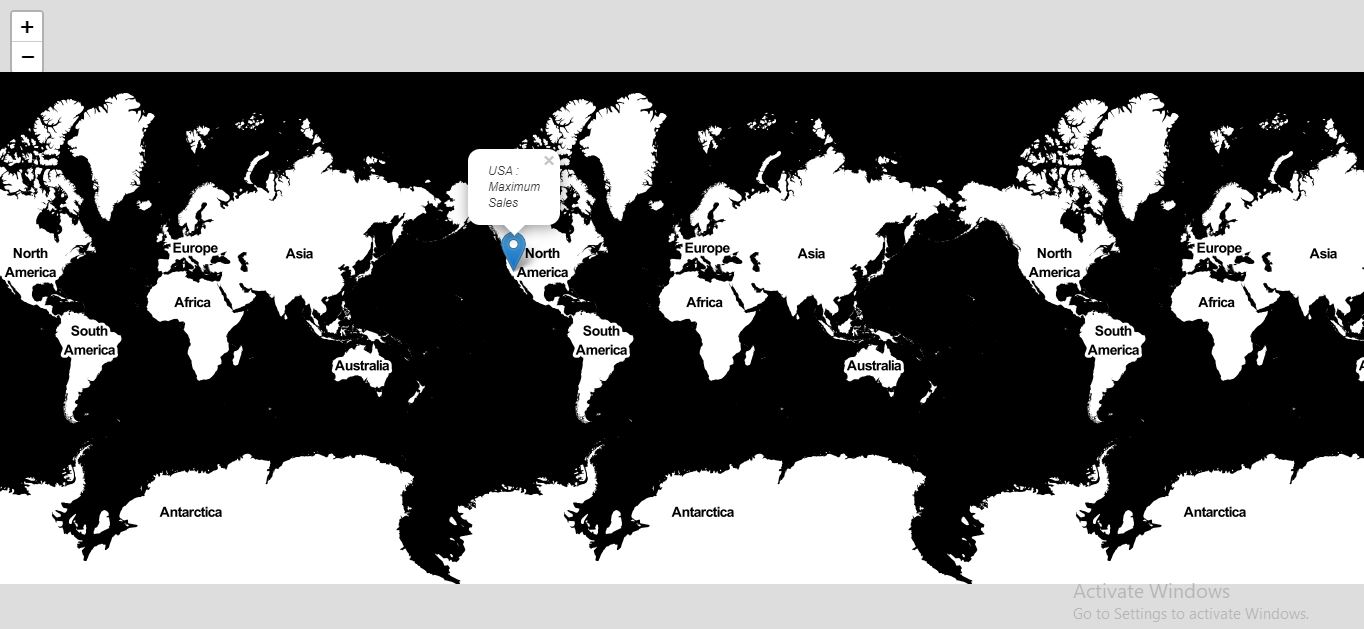 +
−
×
USA :
Maximum
Sales
North
America
Europe
Asia
North
America
Europe
Asia
North
America
Europe
Asia
Africa
Africa
Africa
South
America
South
America
South
America
Australia
Australia
A
Antarctica
Antarctica
Antarctica
Activate Windows
Go to Settings to activate Windows.